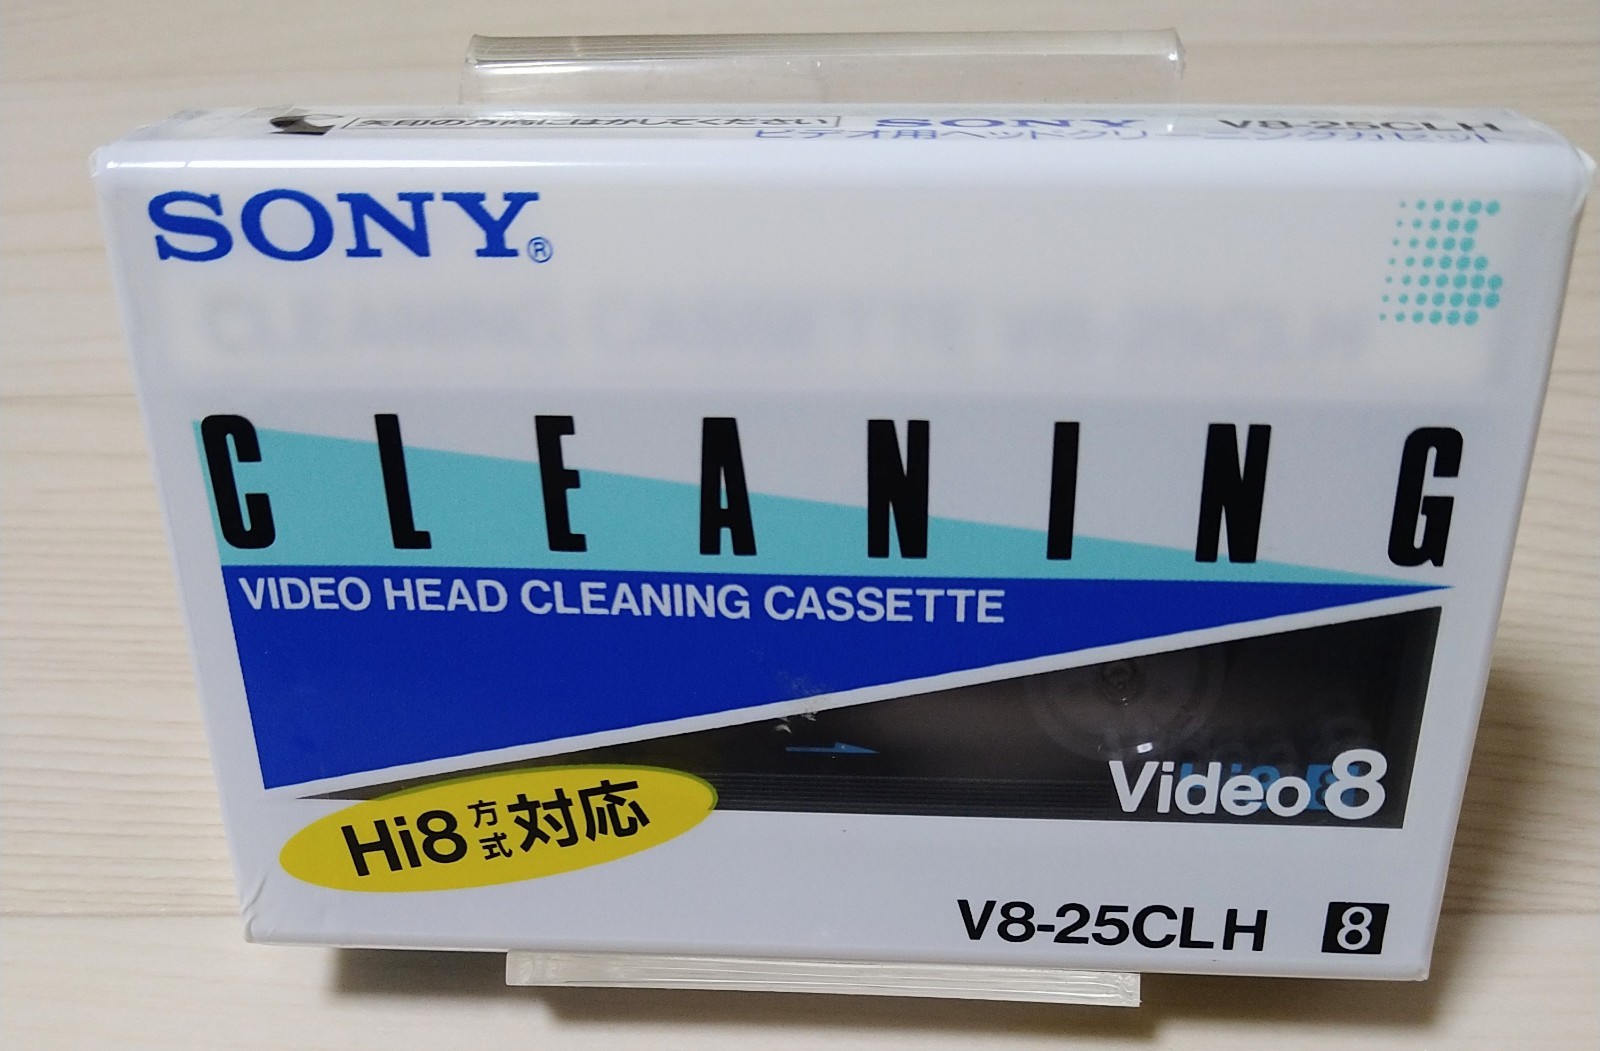 矢印の方向にはがしてください SONY V8-25CLH
ビデオ用ヘッドクリーニングカセット
SONY®
CLEANING
VIDEO HEAD CLEANING CASSETTE
Video 8
Hi8方式対応
V8-25CLH 8